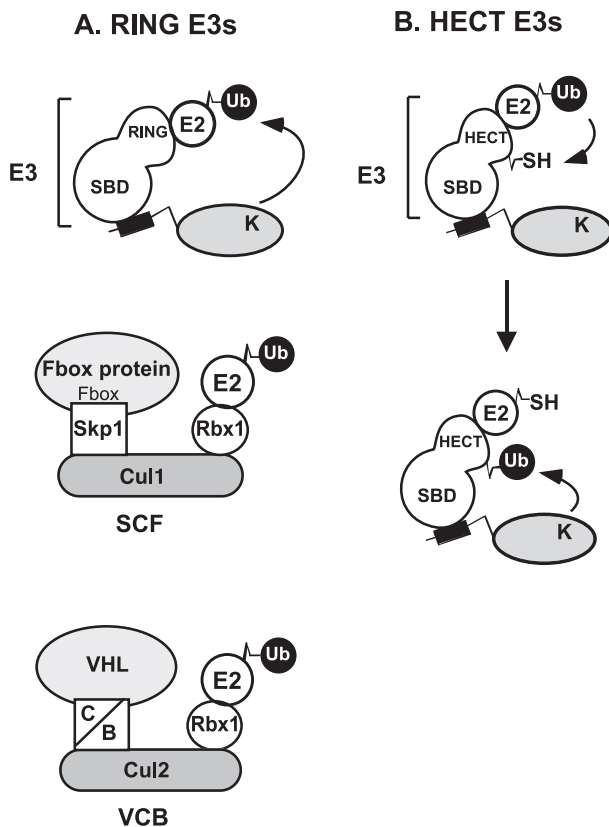 A. RING E3s
Ub
E2
RING
E3
SBD
K
Fbox protein
Fbox
Skp1
Ub
E2
Rbx1
Cul1
SCF
VHL
C
B
Ub
E2
Rbx1
Cul2
VCB
B. HECT E3s
Ub
E2
HECT
SH
E3
SBD
K
E2
SH
HECT
Ub
SBD
K